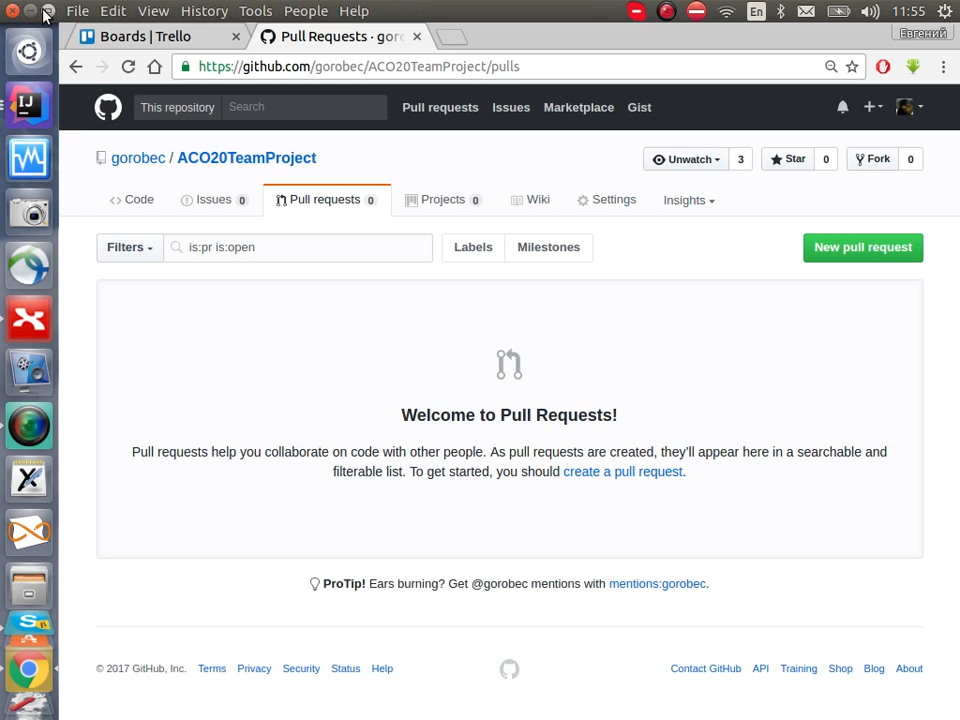 File Edit View History Tools People Help En 11:55
Boards | Trello × Pull Requests · goro × Евгений
https://github.com/gorobec/ACO20TeamProject/pulls
This repository Search Pull requests Issues Marketplace Gist
gorobec / ACO20TeamProject Unwatch 3 Star 0 Fork 0
Code Issues 0 Pull requests 0 Projects 0 Wiki Settings Insights
Filters is:pr is:open Labels Milestones New pull request
Welcome to Pull Requests!
Pull requests help you collaborate on code with other people. As pull requests are created, they’ll appear here in a searchable and
filterable list. To get started, you should create a pull request.
ProTip! Ears burning? Get @gorobec mentions with mentions:gorobec.
© 2017 GitHub, Inc. Terms Privacy Security Status Help Contact GitHub API Training Shop Blog About